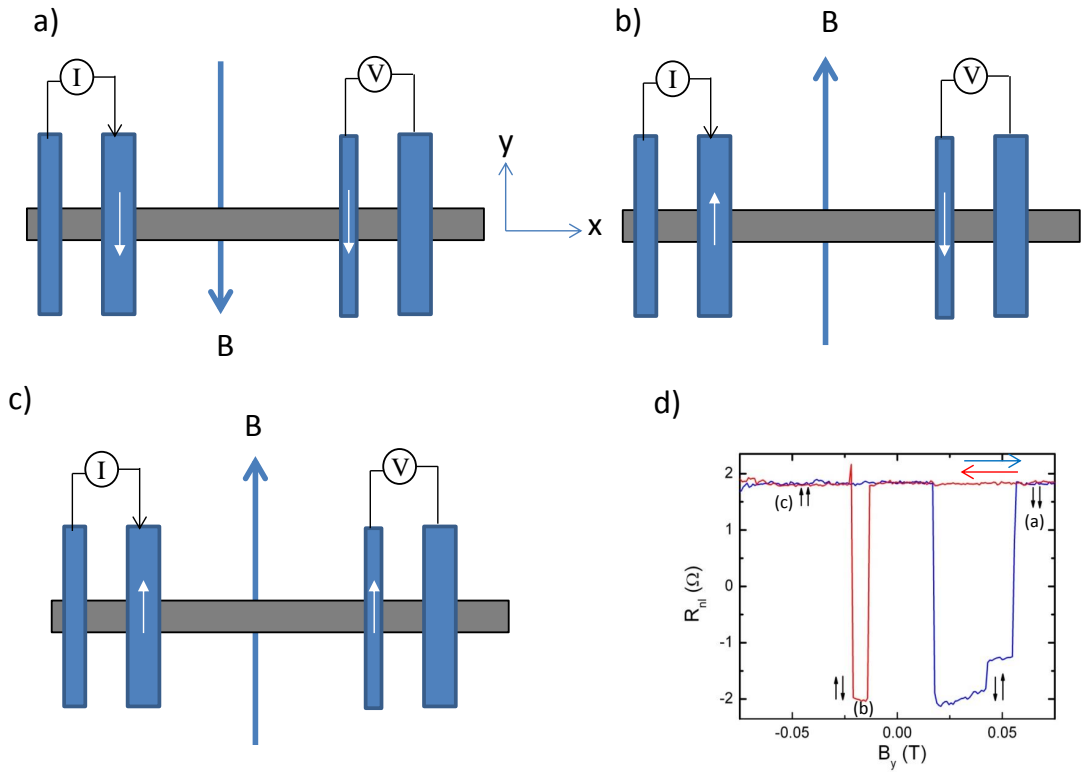 a)
I
V
B
y
x
b)
B
I
V
c)
B
I
V
d)
2
1
0
-1
-2
R_nl (Ω)
(c)
(a)
(b)
-0.05
0.00
0.05
B_y (T)